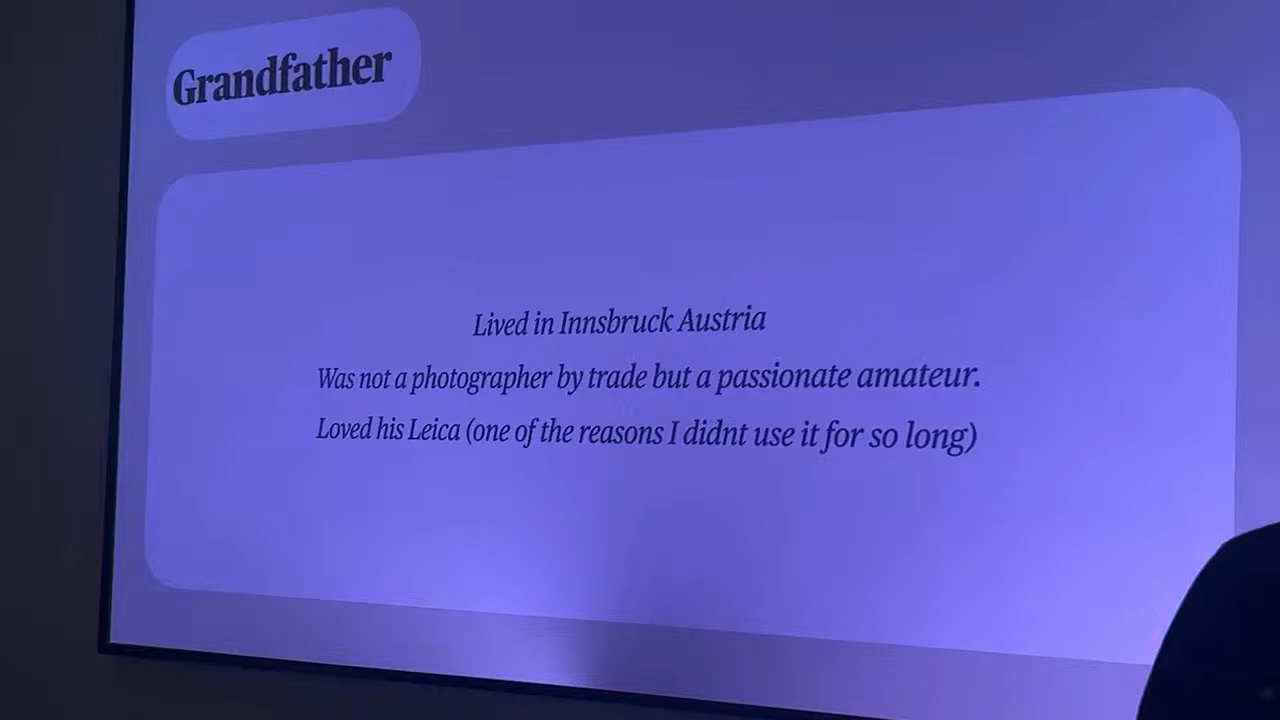 Grandfather
Lived in Innsbruck Austria
Was not a photographer by trade but a passionate amateur.
Loved his Leica (one of the reasons I didnt use it for so long)